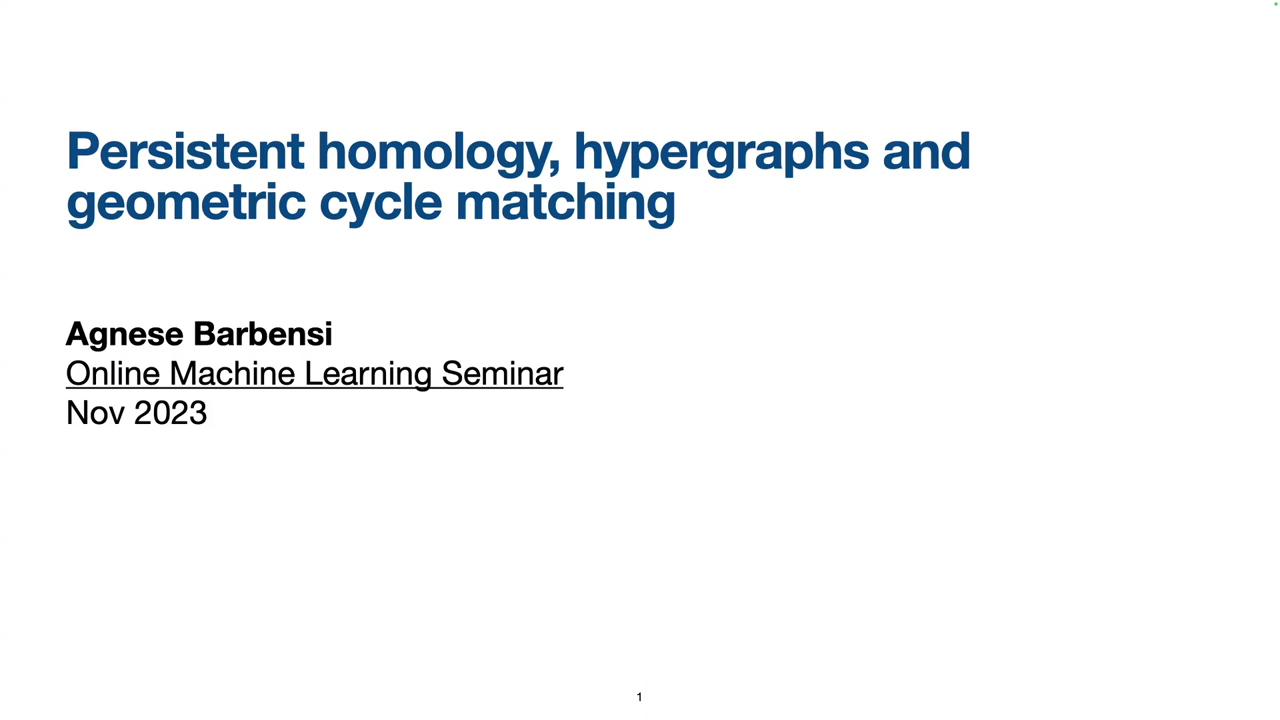 Persistent homology, hypergraphs and
geometric cycle matching
Agnese Barbensi
Online Machine Learning Seminar
Nov 2023
1